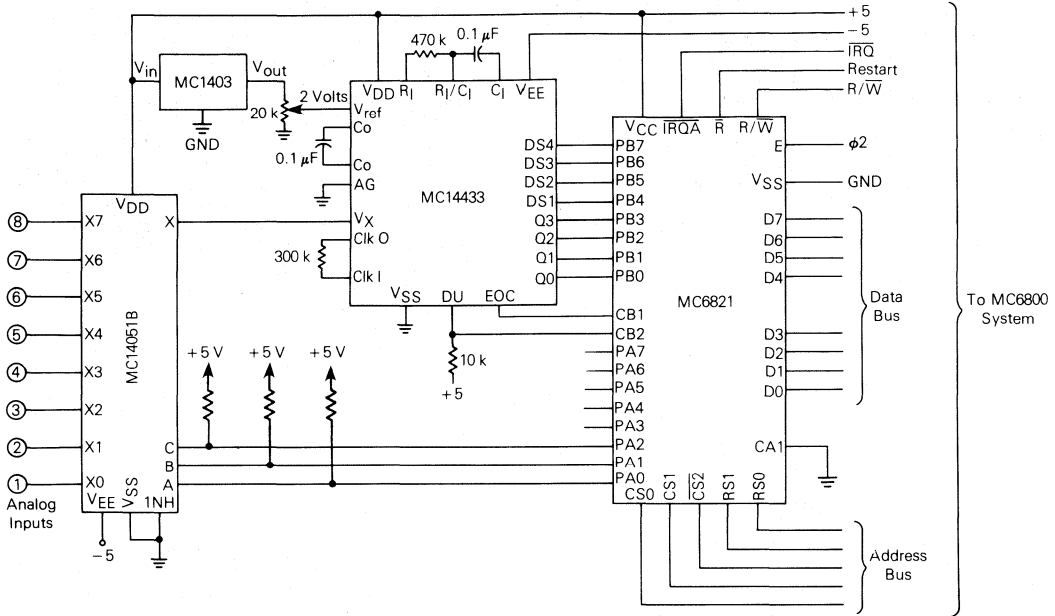 +5
-5
IRQ
Restart
R/W
470 k
0.1 μF
V_in
MC1403
V_out
GND
20 k
2 Volts
V_DD
R_I
R_I/C_I
C_I
V_EE
V_ref
Co
0.1 μF
Co
AG
V_X
Clk O
300 k
Clk I
MC14433
DS4
DS3
DS2
DS1
Q3
Q2
Q1
Q0
V_SS
DU
EOC
10 k
+5
V_CC
IRQA
R
R/W
PB7
PB6
PB5
PB4
PB3
PB2
PB1
PB0
CB1
CB2
PA7
PA6
PA5
PA4
PA3
PA2
PA1
PA0
MC6821
E
φ2
V_SS
GND
D7
D6
D5
D4
D3
D2
D1
D0
Data
Bus
To MC6800
System
CA1
CS0
CS1
CS2
RS1
RS0
Address
Bus
V_DD
X
MC14051B
8
X7
7
X6
6
X5
5
X4
4
X3
3
X2
2
X1
1
X0
Analog
Inputs
V_EE
-5
V_SS
1NH
C
B
A
+5 V
+5 V
+5 V